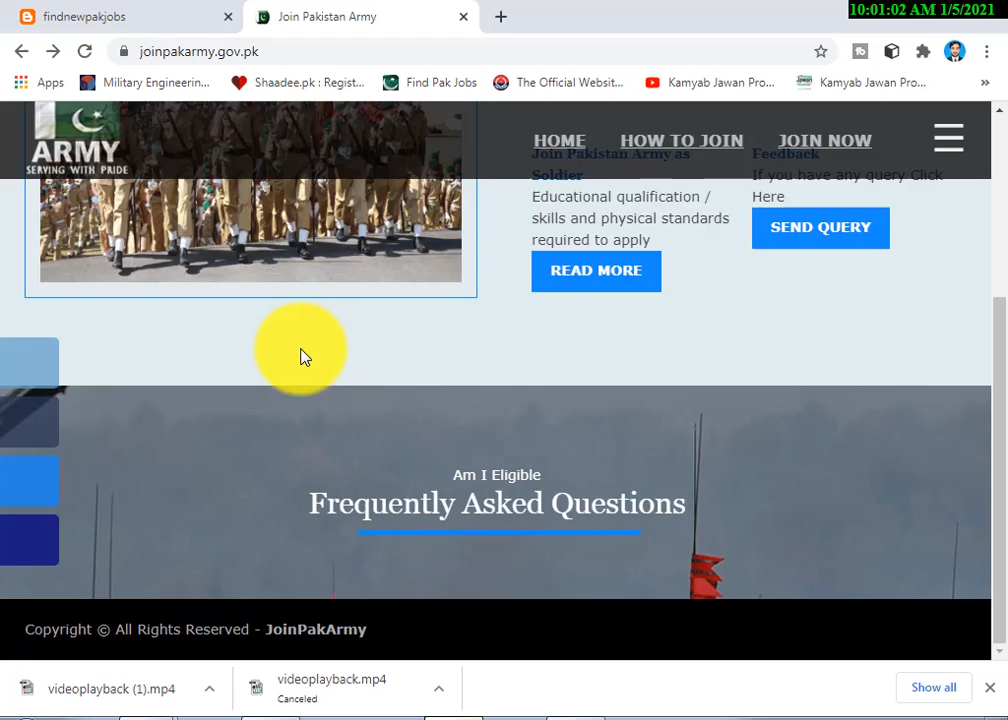 10:01:02 AM 1/5/2021
findnewpakjobs
Join Pakistan Army
joinpakarmy.gov.pk
Apps
Military Engineerin...
Shaadee.pk : Regist...
Find Pak Jobs
The Official Websit...
Kamyab Jawan Pro...
Kamyab Jawan Pro...
ARMY
SERVING WITH PRIDE
HOME
HOW TO JOIN
JOIN NOW
Join Pakistan Army as
Soldier
Educational qualification /
skills and physical standards
required to apply
READ MORE
Feedback
If you have any query Click
Here
SEND QUERY
Am I Eligible
Frequently Asked Questions
Copyright © All Rights Reserved - JoinPakArmy
videoplayback (1).mp4
videoplayback.mp4
Canceled
Show all